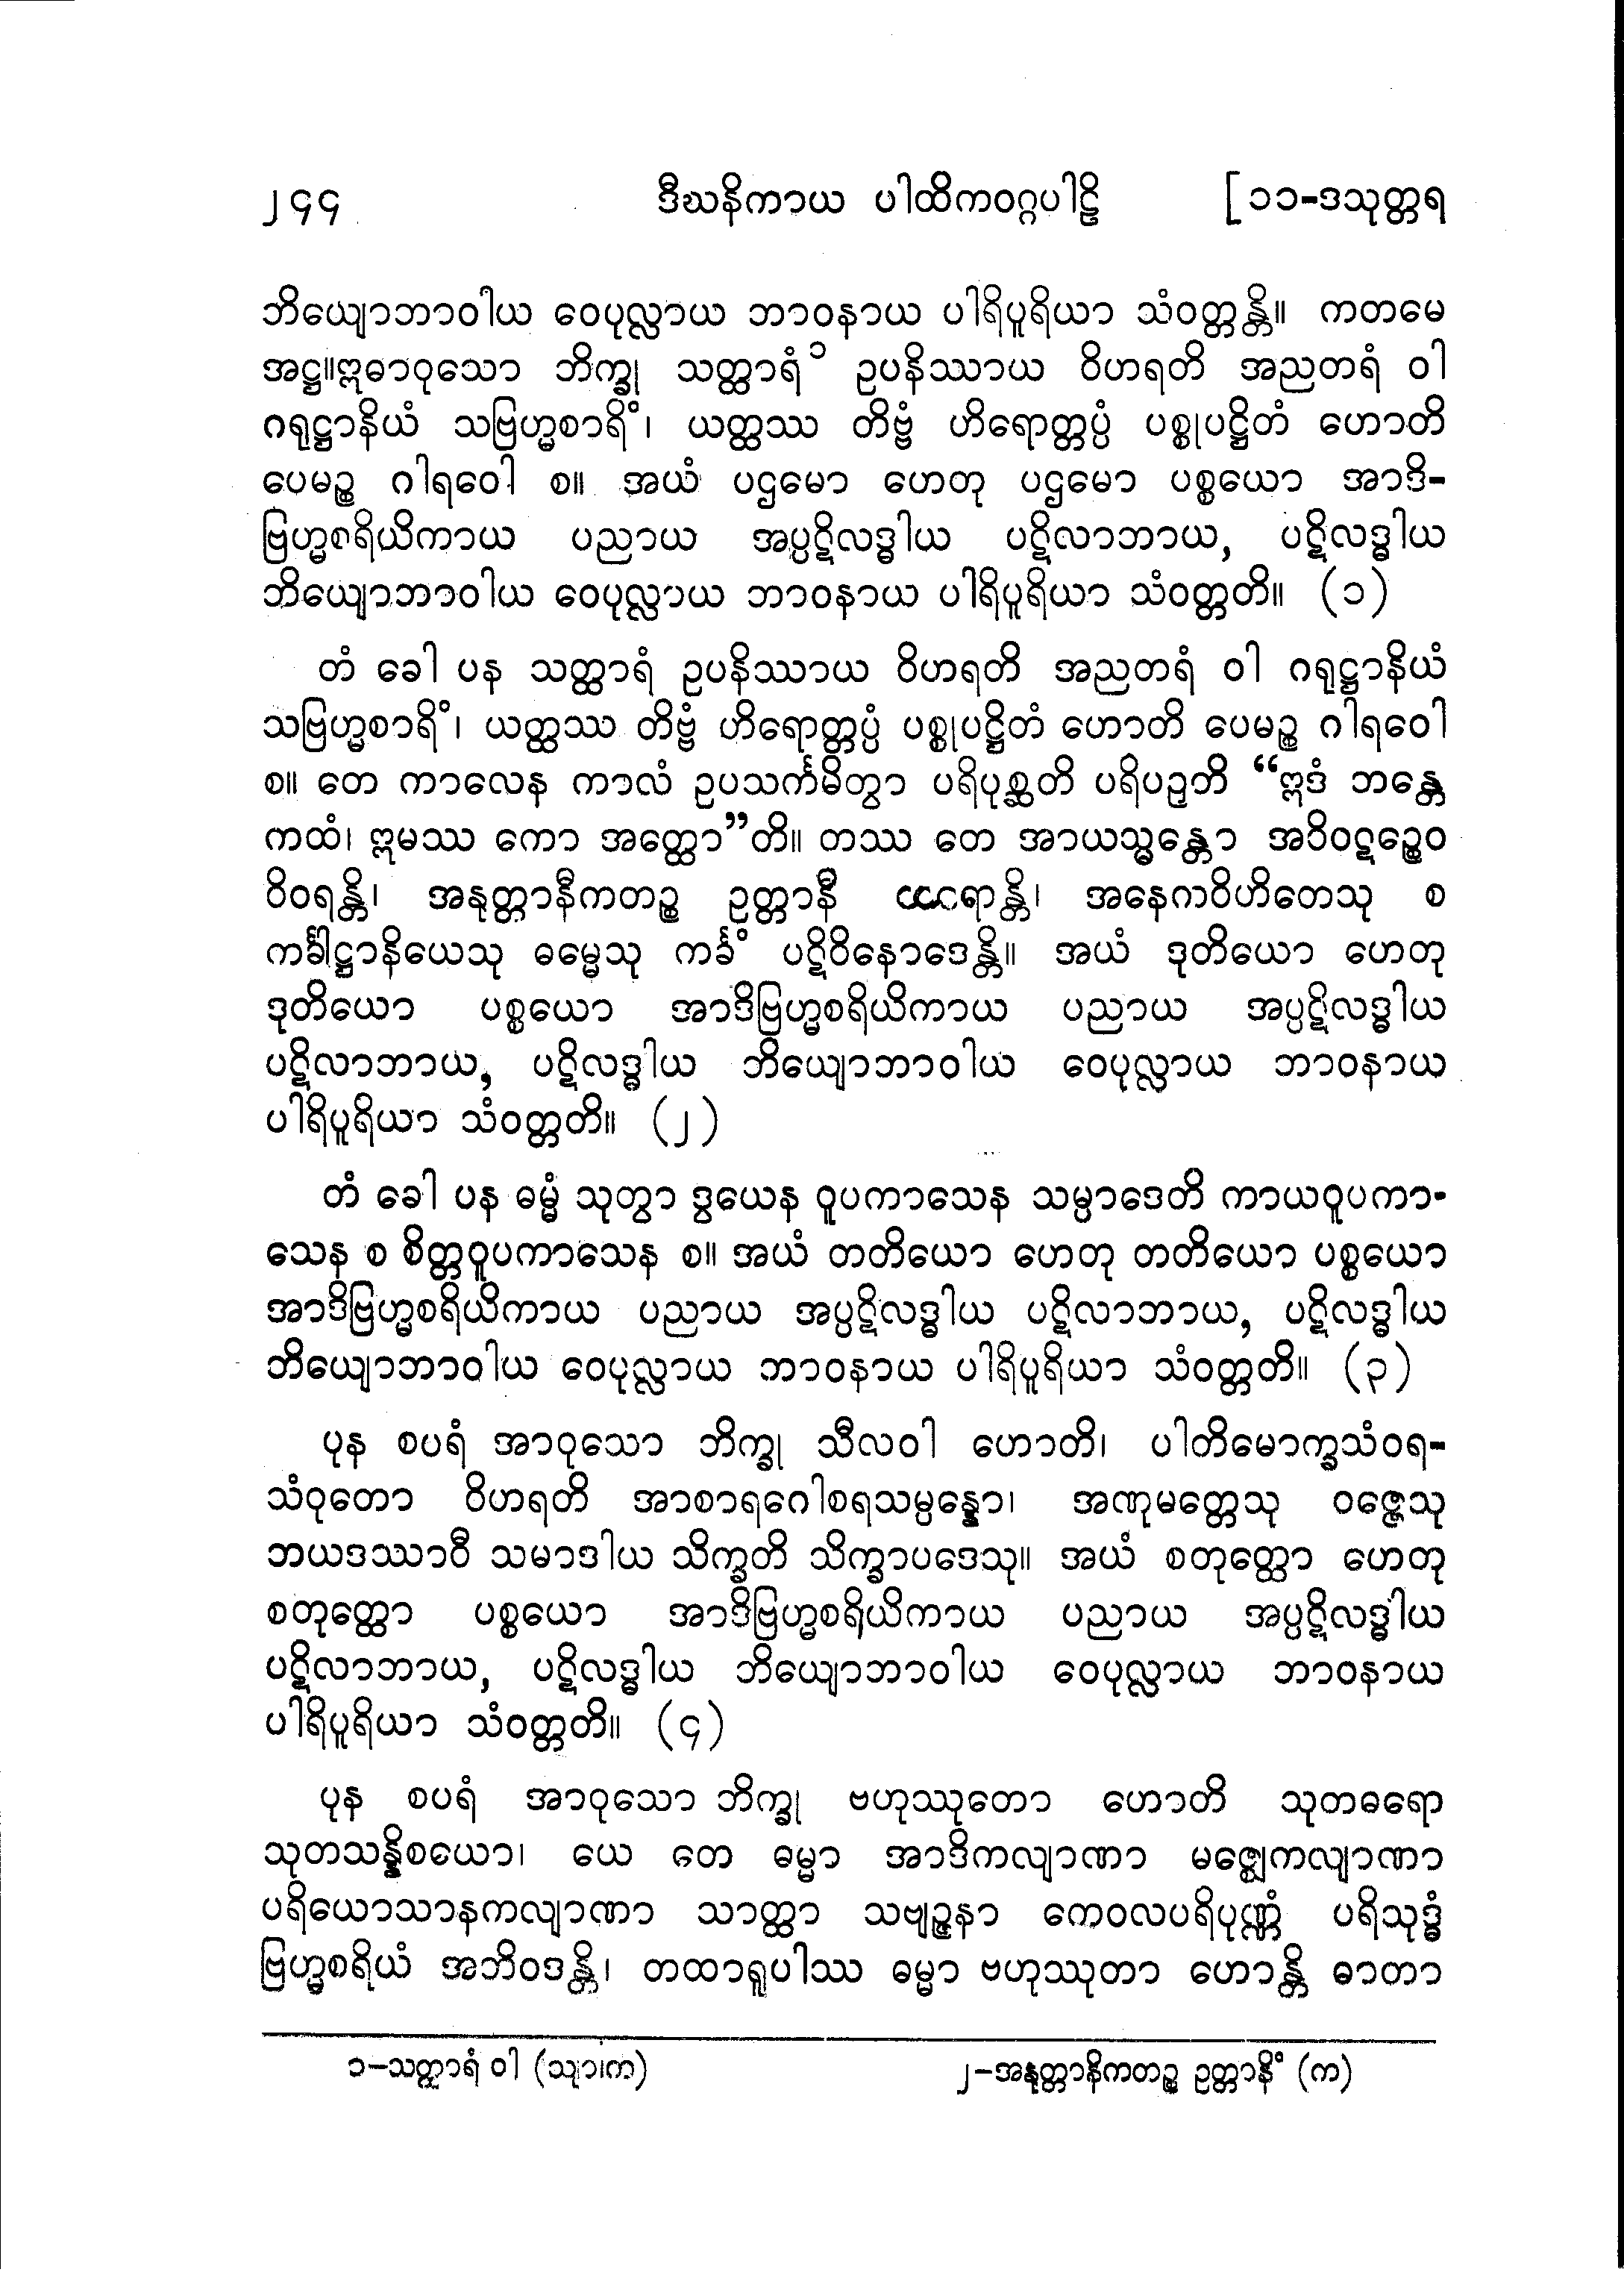 ၂၄၄ ဒီဃနိကာယ ပါထိကဝဂ္ဂပါဠိ [၁၁-ဒသုတ္တရ
ဘိယျောဘာဝါယ ဝေပုလ္လာယ ဘာဝနာယ ပါရိပူရိယာ သံဝတ္တန္တိ။ ကတမေ
အဋ္ဌ။ဣဓာဝုသော ဘိက္ခု သတ္ထာရံ၁ ဥပနိဿာယ ဝိဟရတိ အညတရံ ဝါ
ဂရုဋ္ဌာနိယံ သဗြဟ္မစာရိံ၊ ယတ္ထဿ တိဗ္ဗံ ဟိရောတ္တပ္ပံ ပစ္စုပဋ္ဌိတံ ဟောတိ
ပေမဉ္စ ဂါရဝေါ စ။ အယံ ပဌမော ဟေတု ပဌမော ပစ္စယော အာဒိ-
ဗြဟ္မစရိယိကာယ ပညာယ အပ္ပဋိလဒ္ဓါယ ပဋိလာဘာယ, ပဋိလဒ္ဓါယ
ဘိယျောဘာဝါယ ဝေပုလ္လာယ ဘာဝနာယ ပါရိပူရိယာ သံဝတ္တတိ။ (၁)
တံ ခေါ ပန သတ္ထာရံ ဥပနိဿာယ ဝိဟရတိ အညတရံ ဝါ ဂရုဋ္ဌာနိယံ
သဗြဟ္မစာရိံ၊ ယတ္ထဿ တိဗ္ဗံ ဟိရောတ္တပ္ပံ ပစ္စုပဋ္ဌိတံ ဟောတိ ပေမဉ္စ ဂါရဝေါ
စ။ တေ ကာလေန ကာလံ ဥပသင်္ကမိတွာ ပရိပုစ္ဆတိ ပရိပဉှတိ “ဣဒံ ဘန္တေ
ကထံ၊ ဣမဿ ကော အတ္ထော”တိ။ တဿ တေ အာယသ္မန္တော အဝိဝဋဉ္စေဝ
ဝိဝရန္တိ၊ အနုတ္တာနီကတဉ္စ ဥတ္တာနီ ရောန္တိ၊ အနေကဝိဟိတေသု စ
ကင်္ခါဋ္ဌာနိယေသု ဓမ္မေသု ကင်္ခံ ပဋိဝိနောဒေန္တိ။ အယံ ဒုတိယော ဟေတု
ဒုတိယော ပစ္စယော အာဒိဗြဟ္မစရိယိကာယ ပညာယ အပ္ပဋိလဒ္ဓါယ
ပဋိလာဘာယ, ပဋိလဒ္ဓါယ ဘိယျောဘာဝါယ ဝေပုလ္လာယ ဘာဝနာယ
ပါရိပူရိယာ သံဝတ္တတိ။ (၂)
တံ ခေါ ပန ဓမ္မံ သုတွာ ဒွယေန ဝူပကာသေန သမ္ပာဒေတိ ကာယဝူပကာ-
သေန စ စိတ္တဝူပကာသေန စ။ အယံ တတိယော ဟေတု တတိယော ပစ္စယော
အာဒိဗြဟ္မစရိယိကာယ ပညာယ အပ္ပဋိလဒ္ဓါယ ပဋိလာဘာယ, ပဋိလဒ္ဓါယ
ဘိယျောဘာဝါယ ဝေပုလ္လာယ ဘာဝနာယ ပါရိပူရိယာ သံဝတ္တတိ။ (၃)
ပုန စပရံ အာဝုသော ဘိက္ခု သီလဝါ ဟောတိ၊ ပါတိမောက္ခသံဝရ-
သံဝုတော ဝိဟရတိ အာစာရဂေါစရသမ္ပန္နော၊ အဏုမတ္တေသု ဝဇ္ဇေသု
ဘယဒဿာဝီ သမာဒါယ သိက္ခတိ သိက္ခာပဒေသု။ အယံ စတုတ္ထော ဟေတု
စတုတ္ထော ပစ္စယော အာဒိဗြဟ္မစရိယိကာယ ပညာယ အပ္ပဋိလဒ္ဓါယ
ပဋိလာဘာယ, ပဋိလဒ္ဓါယ ဘိယျောဘာဝါယ ဝေပုလ္လာယ ဘာဝနာယ
ပါရိပူရိယာ သံဝတ္တတိ။ (၄)
ပုန စပရံ အာဝုသော ဘိက္ခု ဗဟုဿုတော ဟောတိ သုတဓရော
သုတသန္နိစယော၊ ယေ တေ ဓမ္မာ အာဒိကလျာဏာ မဇ္ဈေကလျာဏာ
ပရိယောသာနကလျာဏာ သာတ္ထာ သဗျဉ္ဇနာ ကေဝလပရိပုဏ္ဏံ ပရိသုဒ္ဓံ
ဗြဟ္မစရိယံ အဘိဝဒန္တိ၊ တထာရူပါဿ ဓမ္မာ ဗဟုဿုတာ ဟောန္တိ ဓာတာ
၁-သတ္ထာရံ ဝါ (သျာ၊က) ၂-အနုတ္တာနိကတဉ္စ ဥတ္တာနိံ (က)